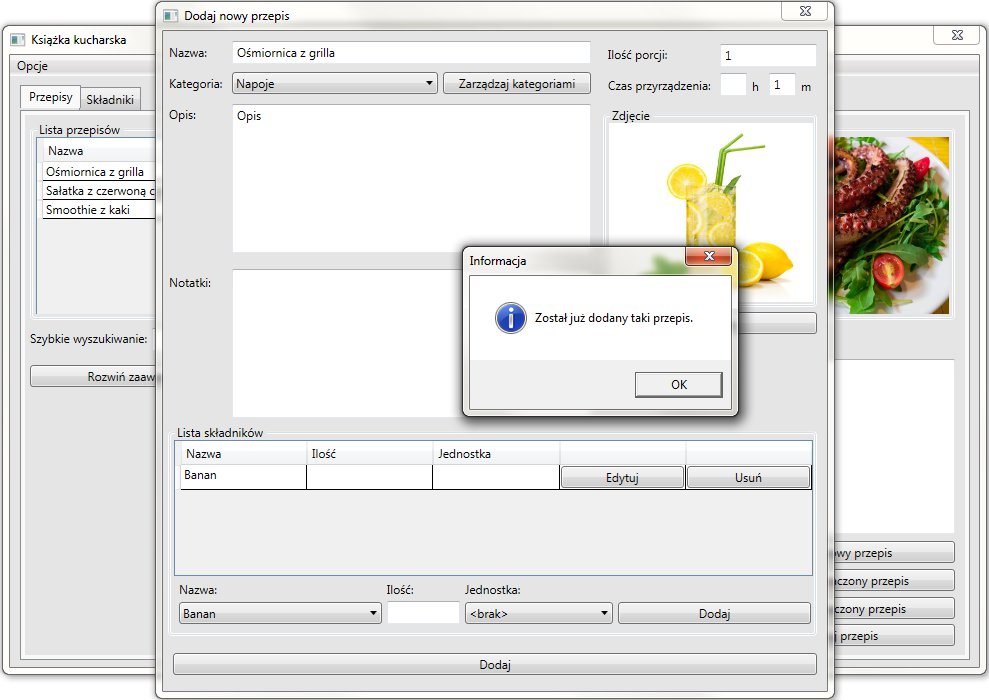 Książka kucharska
Opcje
Przepisy Składniki
Lista przepisów
Nazwa
Ośmiornica z grilla
Sałatka z czerwoną c
Smoothie z kaki
Szybkie wyszukiwanie:
Rozwiń zaaw
Dodaj nowy przepis
Nazwa: Ośmiornica z grilla
Kategoria: Napoje Zarządzaj kategoriami
Opis: Opis
Notatki:
Ilość porcji: 1
Czas przyrządzenia: h 1 m
Zdjęcie
Informacja
Został już dodany taki przepis.
OK
Lista składników
Nazwa Ilość Jednostka
Banan Edytuj Usuń
Nazwa: Ilość: Jednostka:
Banan <brak> Dodaj
Dodaj
wy przepis
czony przepis
czony przepis
przepis